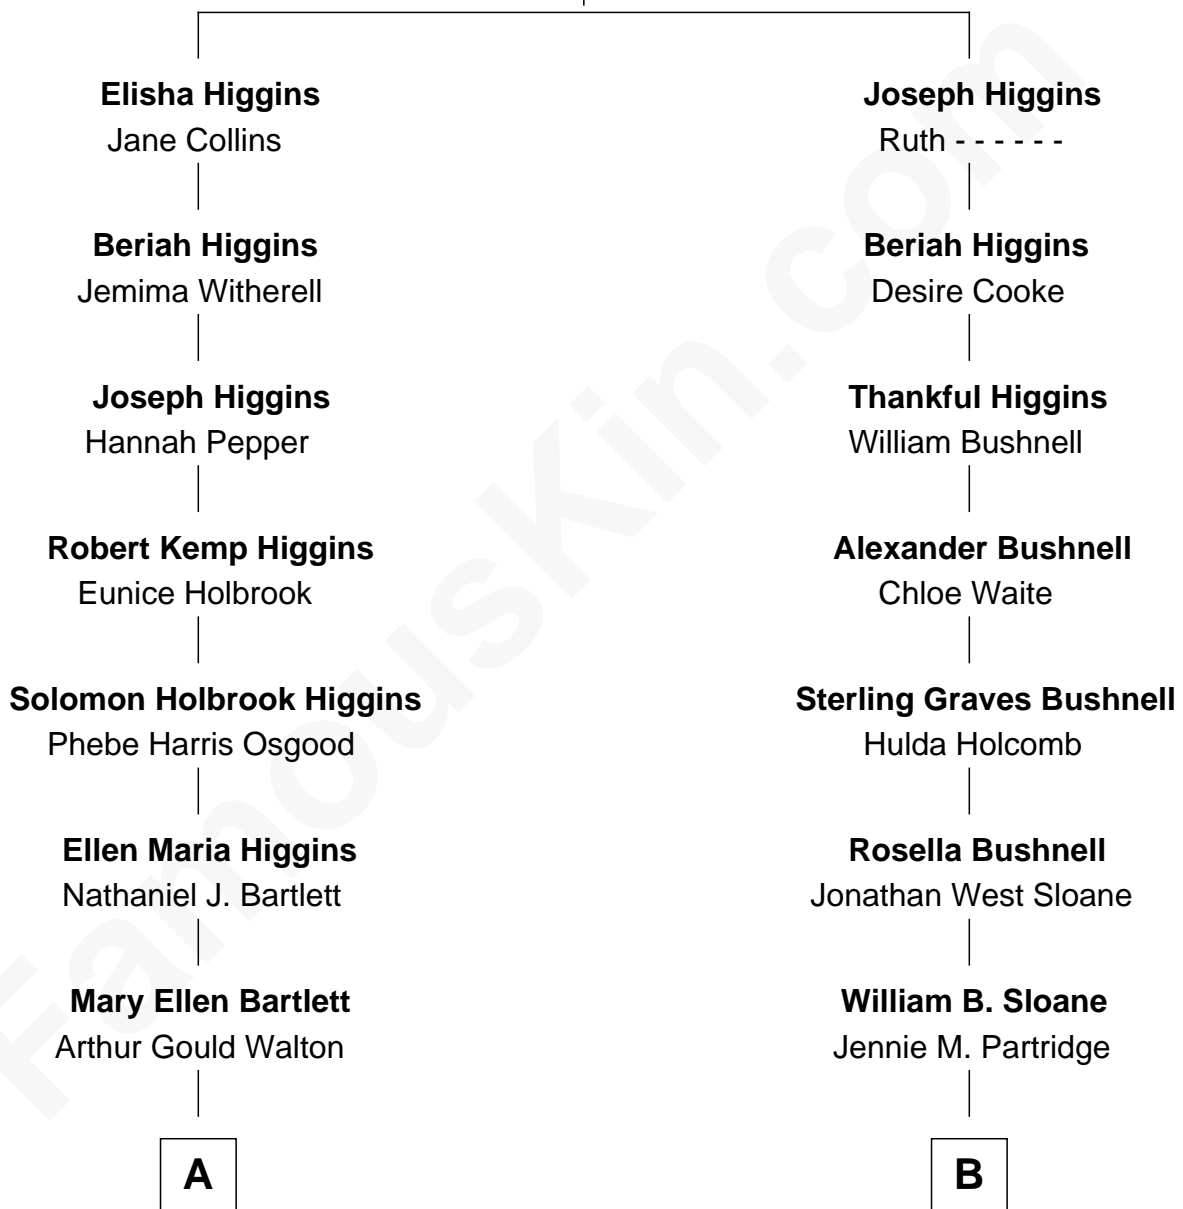 Elisha Higgins
Jane Collins
Joseph Higgins
Ruth - - - - - -
Beriah Higgins
Jemima Witherell
Beriah Higgins
Desire Cooke
Joseph Higgins
Hannah Pepper
Thankful Higgins
William Bushnell
Robert Kemp Higgins
Eunice Holbrook
Alexander Bushnell
Chloe Waite
Solomon Holbrook Higgins
Phebe Harris Osgood
Sterling Graves Bushnell
Hulda Holcomb
Ellen Maria Higgins
Nathaniel J. Bartlett
Rosella Bushnell
Jonathan West Sloane
Mary Ellen Bartlett
Arthur Gould Walton
William B. Sloane
Jennie M. Partridge
A
B
FamousKin.com